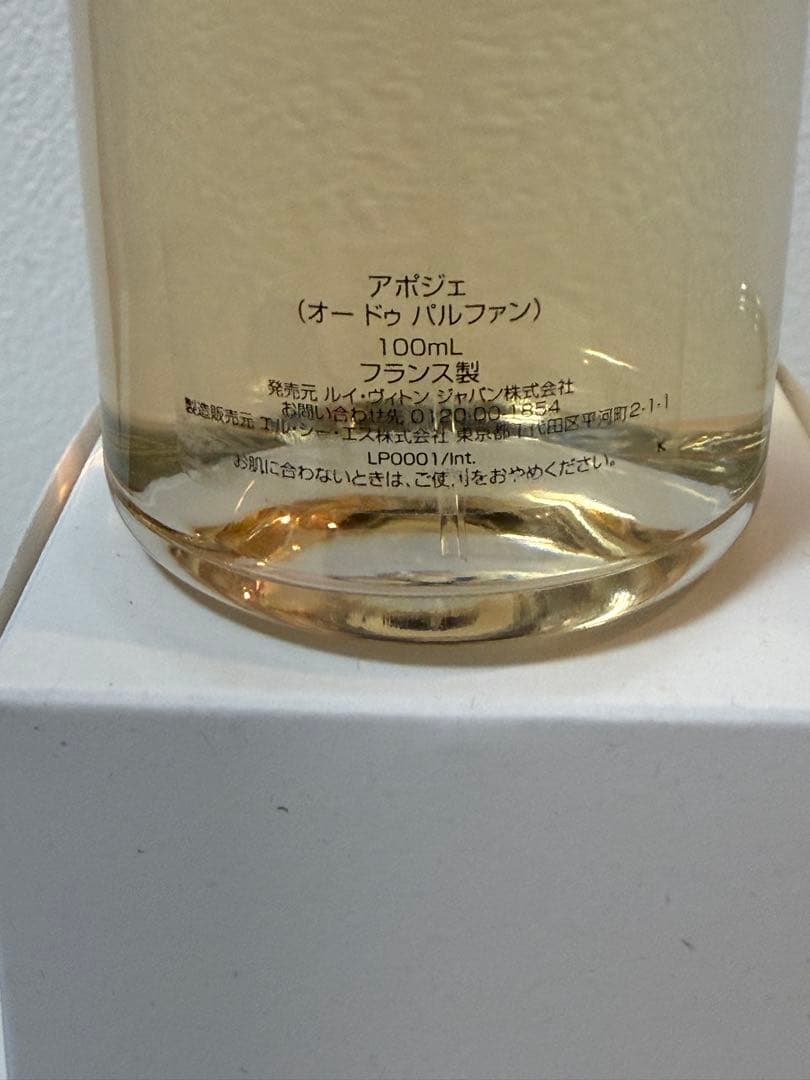 アポジェ
(オー ドゥ パルファン)
100mL
フランス製
発売元 ルイ・ヴィトン ジャパン株式会社
お問い合わせ先 0120-00-1854
製造販売元 エル・シー・エス株式会社 東京都千代田区平河町2-1-1
LP0001/Int.
K
お肌に合わないときは、ご使用をおやめください。